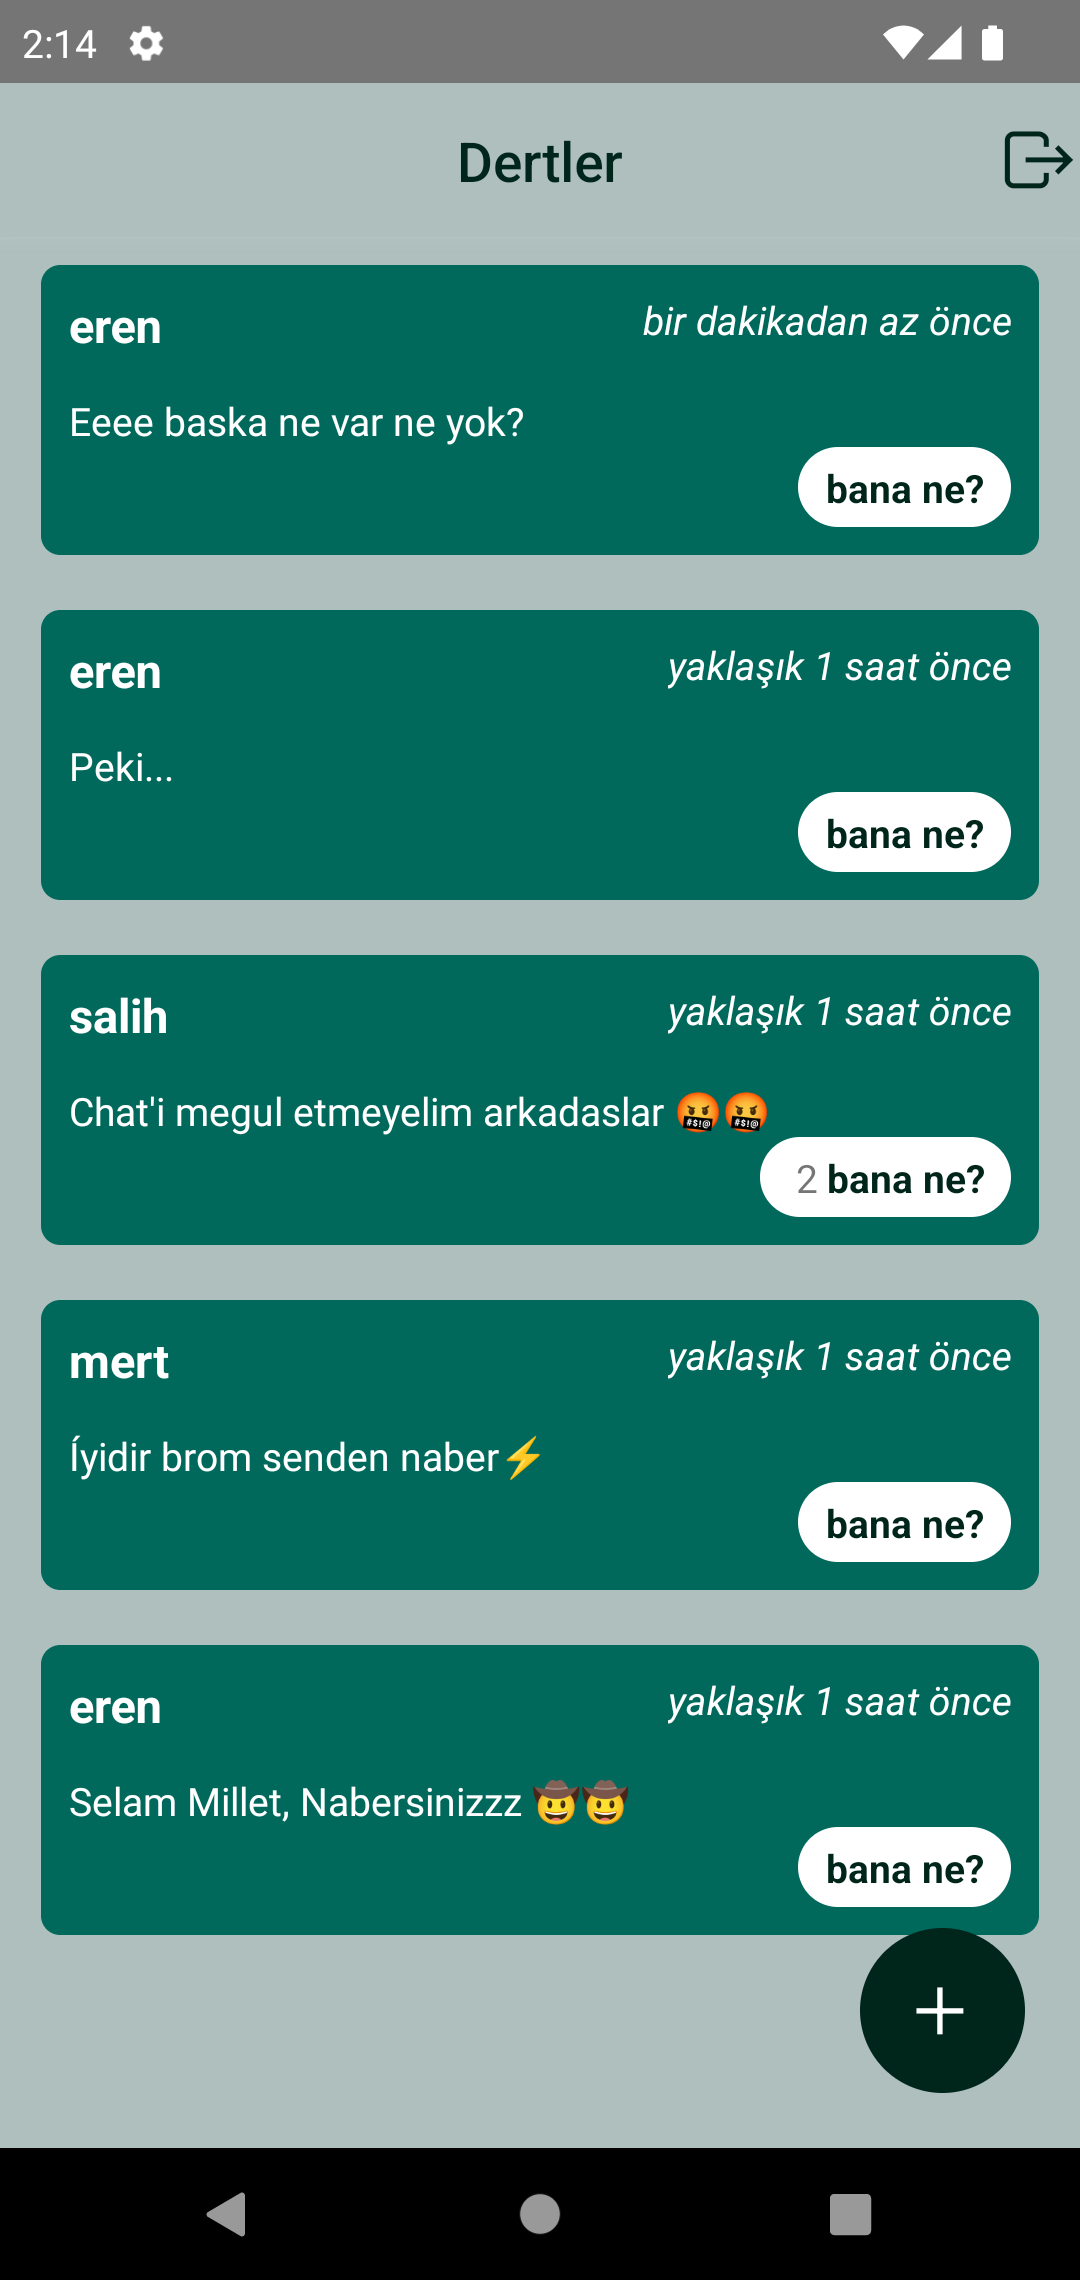 2:14
Dertler
eren
bir dakikadan az önce
Eeee baska ne var ne yok?
bana ne?
eren
yaklaşık 1 saat önce
Peki...
bana ne?
salih
yaklaşık 1 saat önce
Chat'i megul etmeyelim arkadaslar 🤬🤬
2 bana ne?
mert
yaklaşık 1 saat önce
Íyidir brom senden naber⚡
bana ne?
eren
yaklaşık 1 saat önce
Selam Millet, Nabersinizzz 🤠🤠
bana ne?